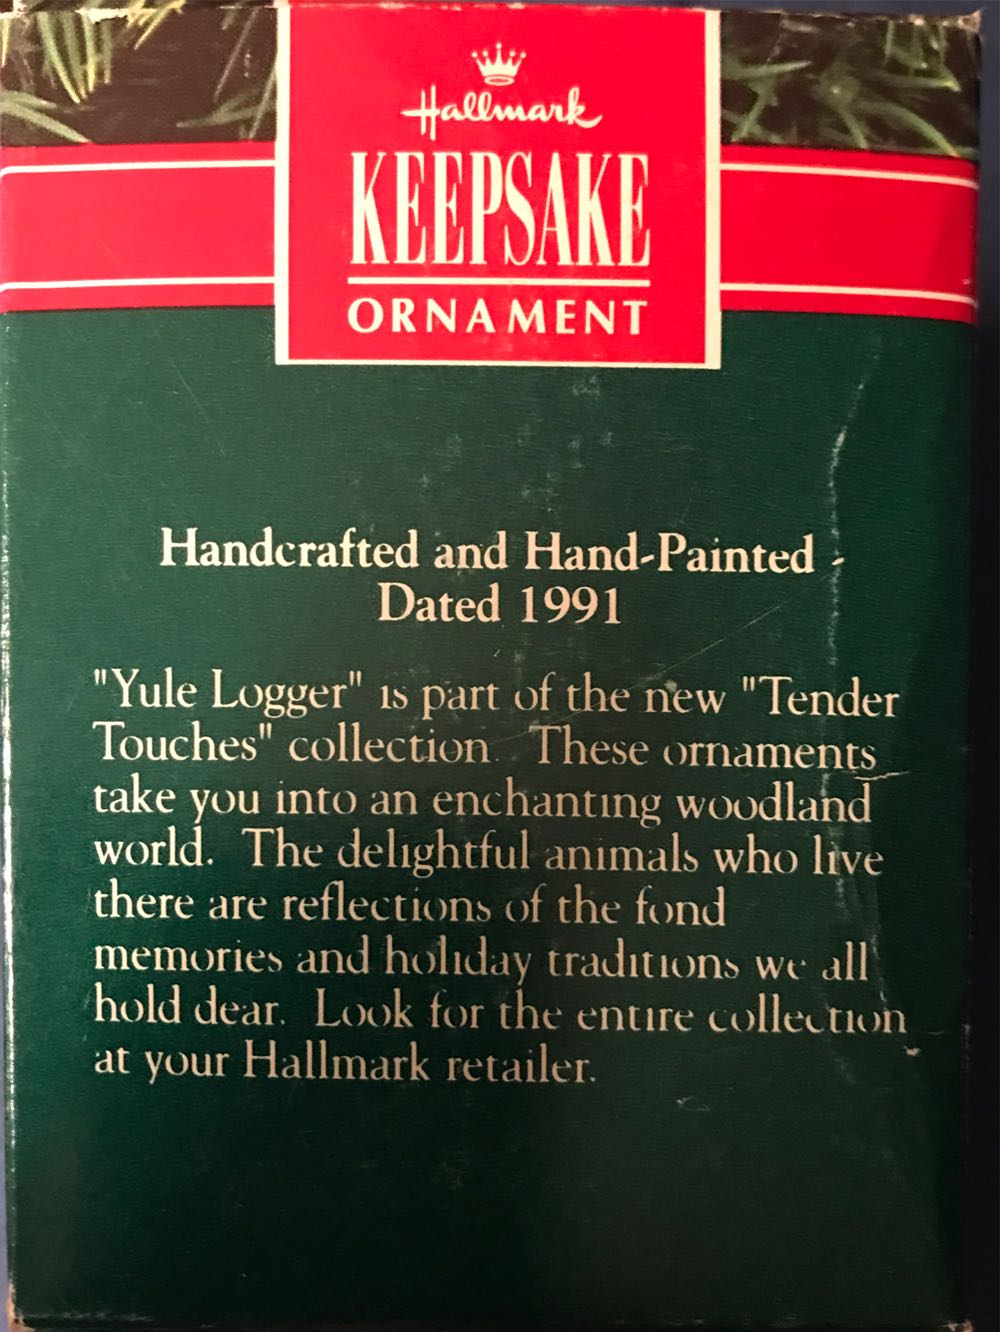 Hallmark
KEEPSAKE
ORNAMENT
Handcrafted and Hand-Painted -
Dated 1991
"Yule Logger" is part of the new "Tender
Touches" collection. These ornaments
take you into an enchanting woodland
world. The delightful animals who live
there are reflections of the fond
memories and holiday traditions we all
hold dear. Look for the entire collection
at your Hallmark retailer.